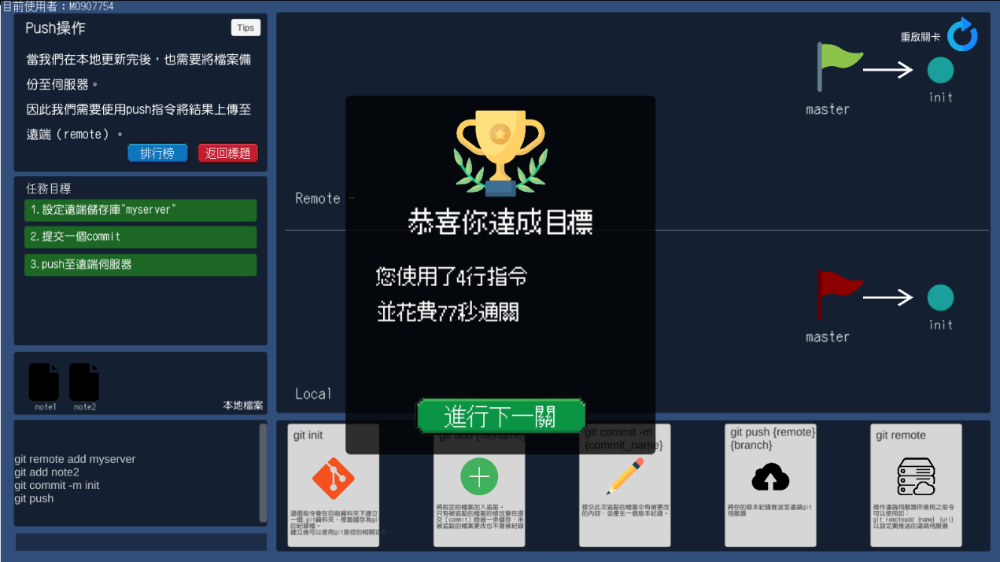 目前使用者：M0907754
Push操作
Tips
當我們在本地更新完後，也需要將檔案備
份至伺服器。
因此我們需要使用push指令將結果上傳至
遠端（remote）。
排行榜
返回標題
任務目標
1.設定遠端儲存庫"myserver"
2.提交一個commit
3.push至遠端伺服器
note1
note2
本地檔案
git remote add myserver
git add note2
git commit -m init
git push
重啟關卡
master
init
Remote
master
init
Local
恭喜你達成目標
您使用了4行指令
並花費77秒通關
進行下一關
git init
這個指令會在目前資料夾下建立
一個.git資料夾，裡面儲存為git
的紀錄檔。
建立後可以使用git版控的相關功
git add {filename}
將指定的檔案加入追蹤。
只有被追蹤的檔案的修改會在提
交（commit）時被一併儲存，未
被追蹤的檔案更改也不會被紀錄
git commit -m
{commit_name}
提交此次追蹤的檔案中有被更改
的內容，並產生一個版本紀錄。
git push {remote}
{branch}
將你的版本紀錄推送至遠端git
伺服器
git remote
操作遠端伺服器所使用之指令
可以使用如：
git remoteadd {name} {url}
以設定要推送的遠端伺服器